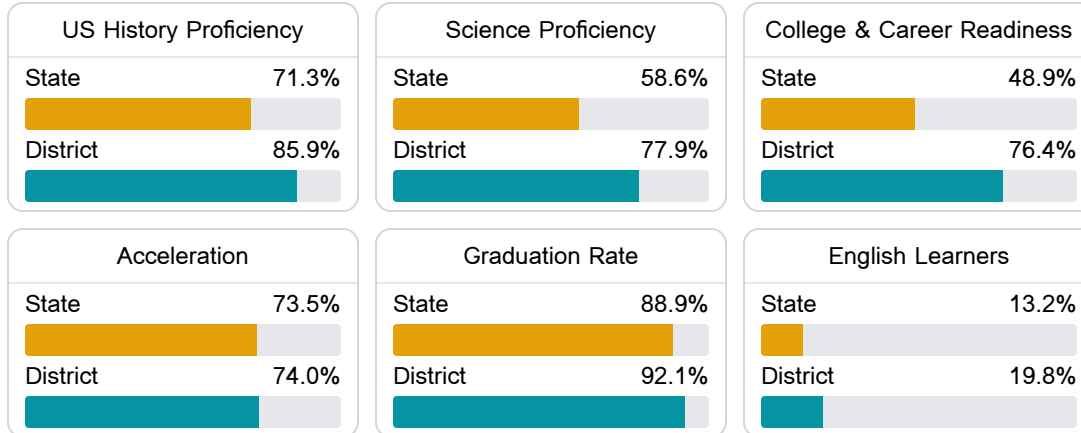 US History Proficiency
State 71.3%
District 85.9%
Science Proficiency
State 58.6%
District 77.9%
College & Career Readiness
State 48.9%
District 76.4%
Acceleration
State 73.5%
District 74.0%
Graduation Rate
State 88.9%
District 92.1%
English Learners
State 13.2%
District 19.8%